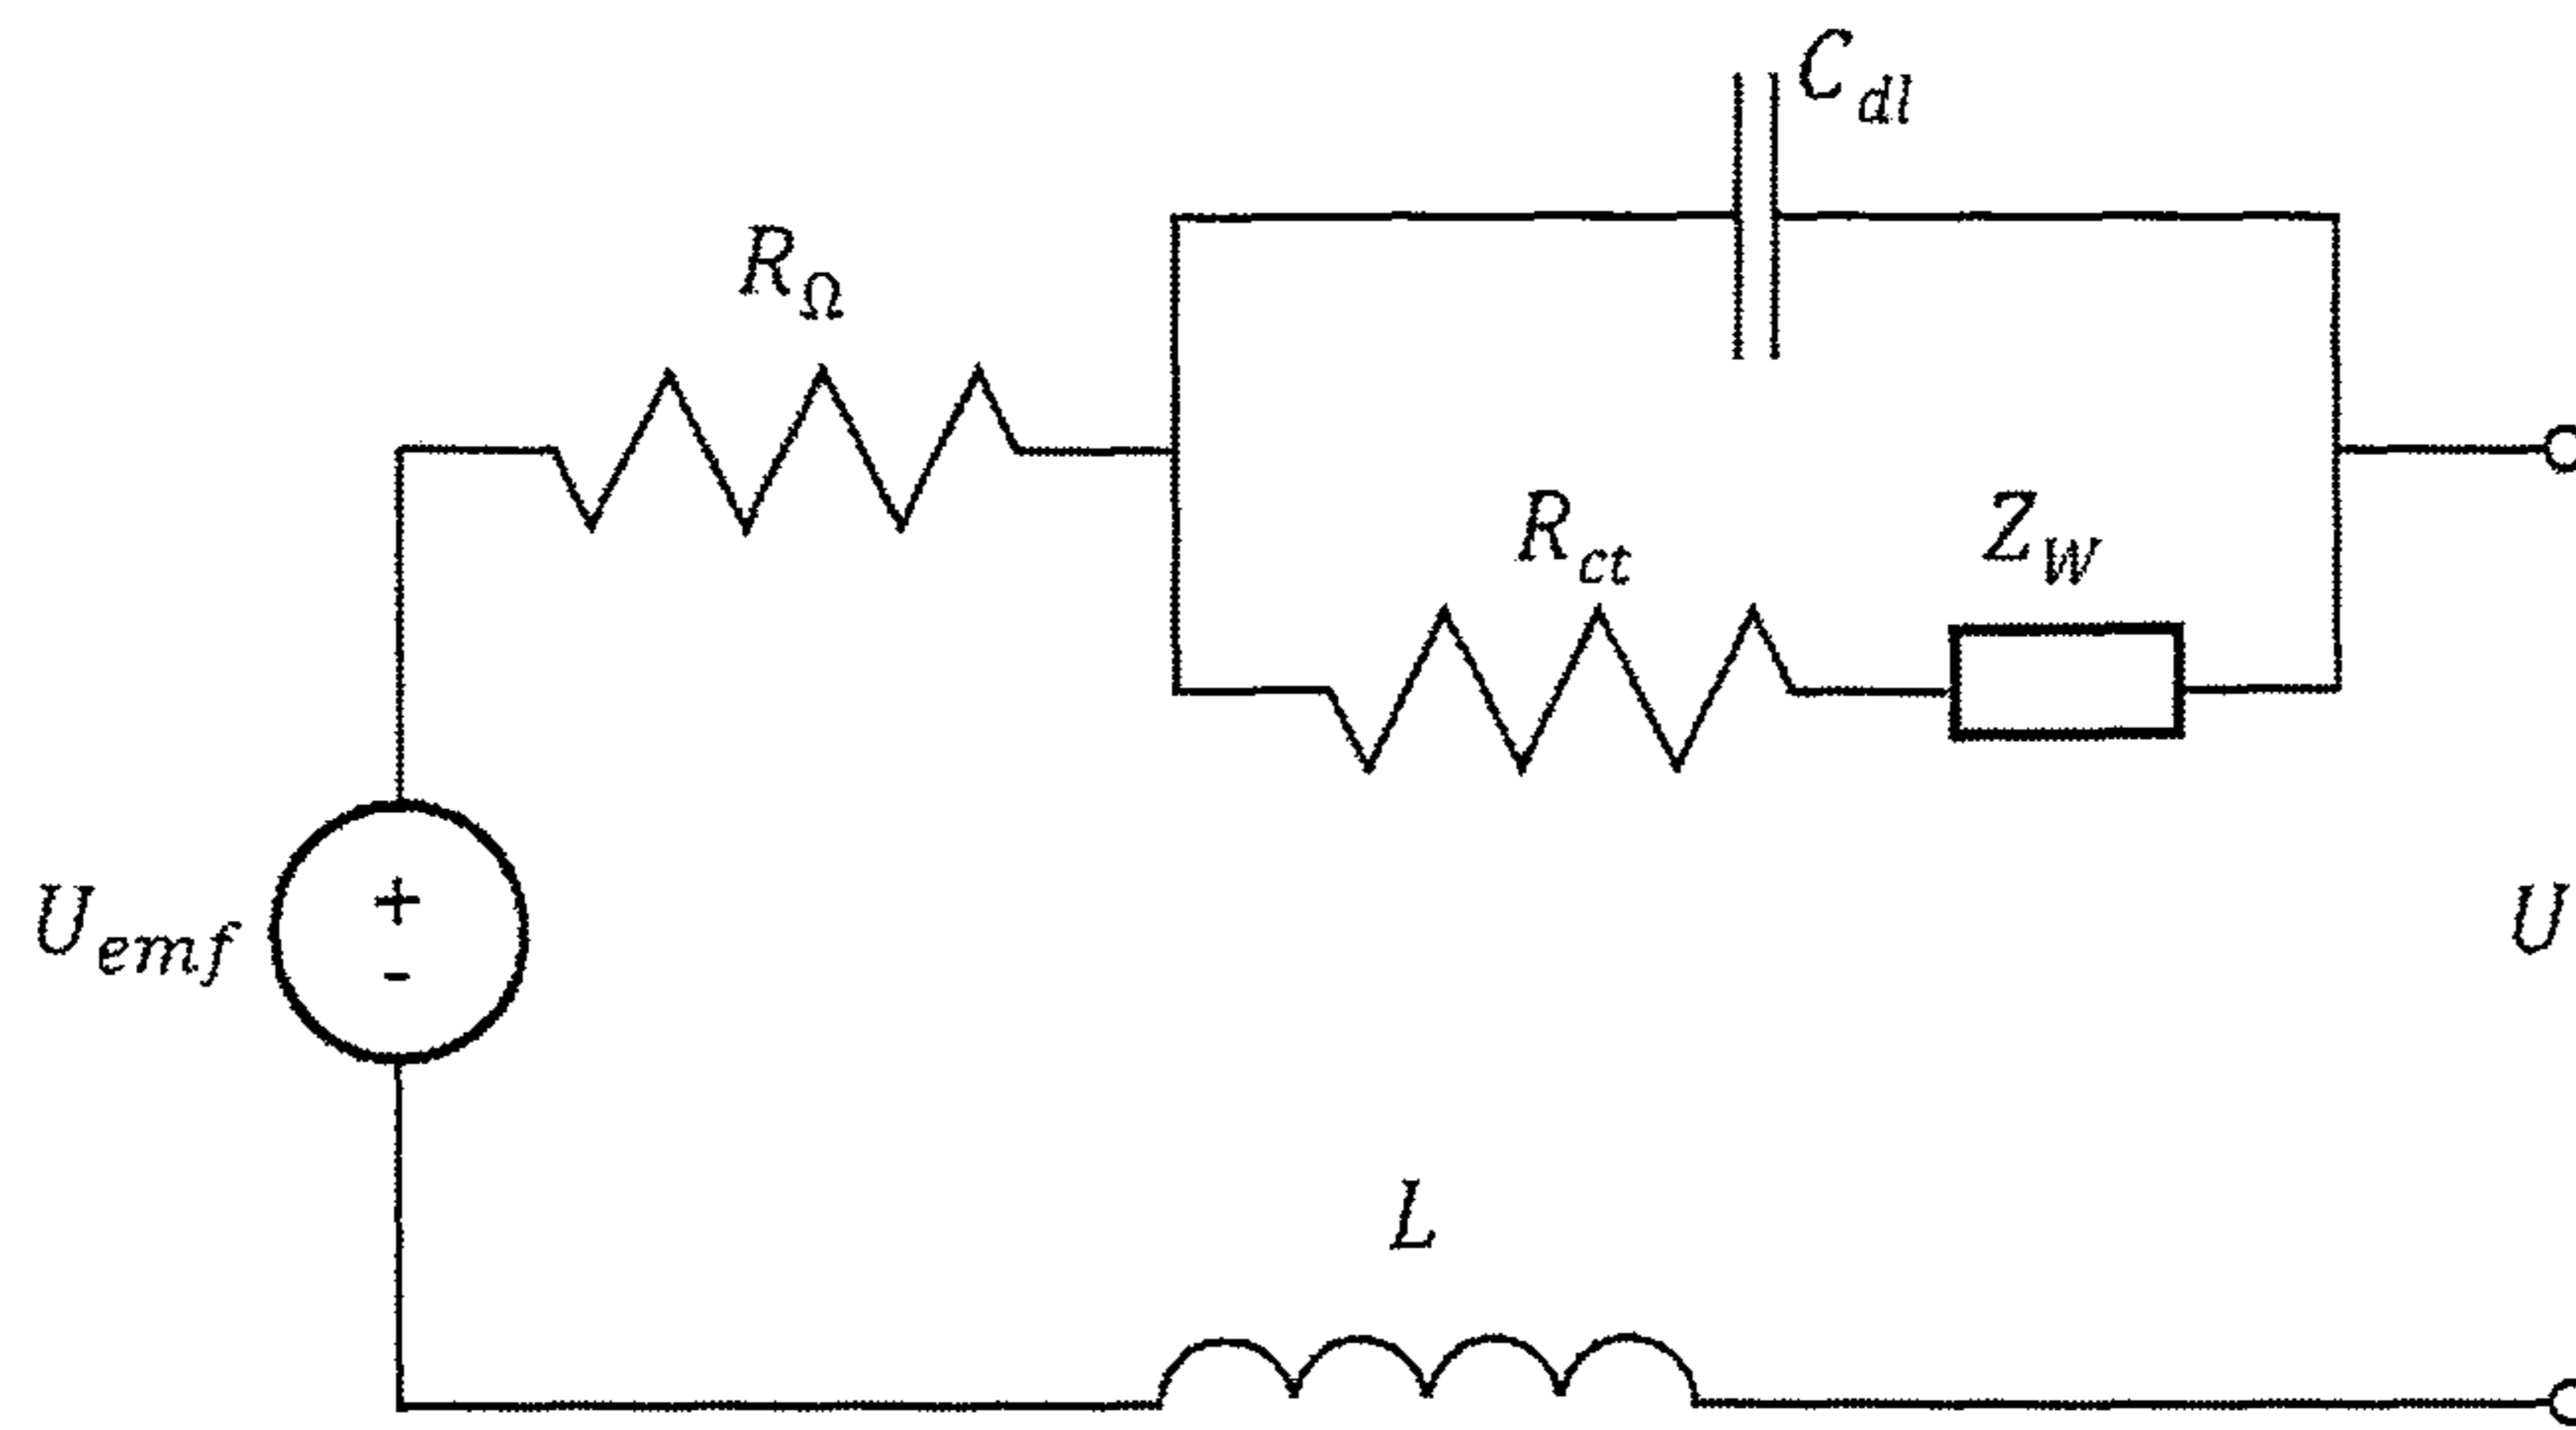 C_dl
R_Ω
R_ct
Z_W
+
U_emf
U
-
L